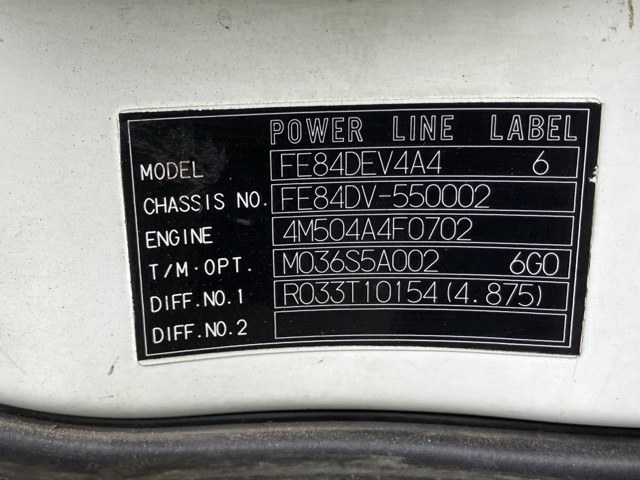 POWER LINE LABEL
MODEL FE84DEV4A4 6
CHASSIS NO. FE84DV-550002
ENGINE 4M504A4F0702
T/M·OPT. M036S5A002 6G0
DIFF.NO.1 R033T10154(4.875)
DIFF.NO.2